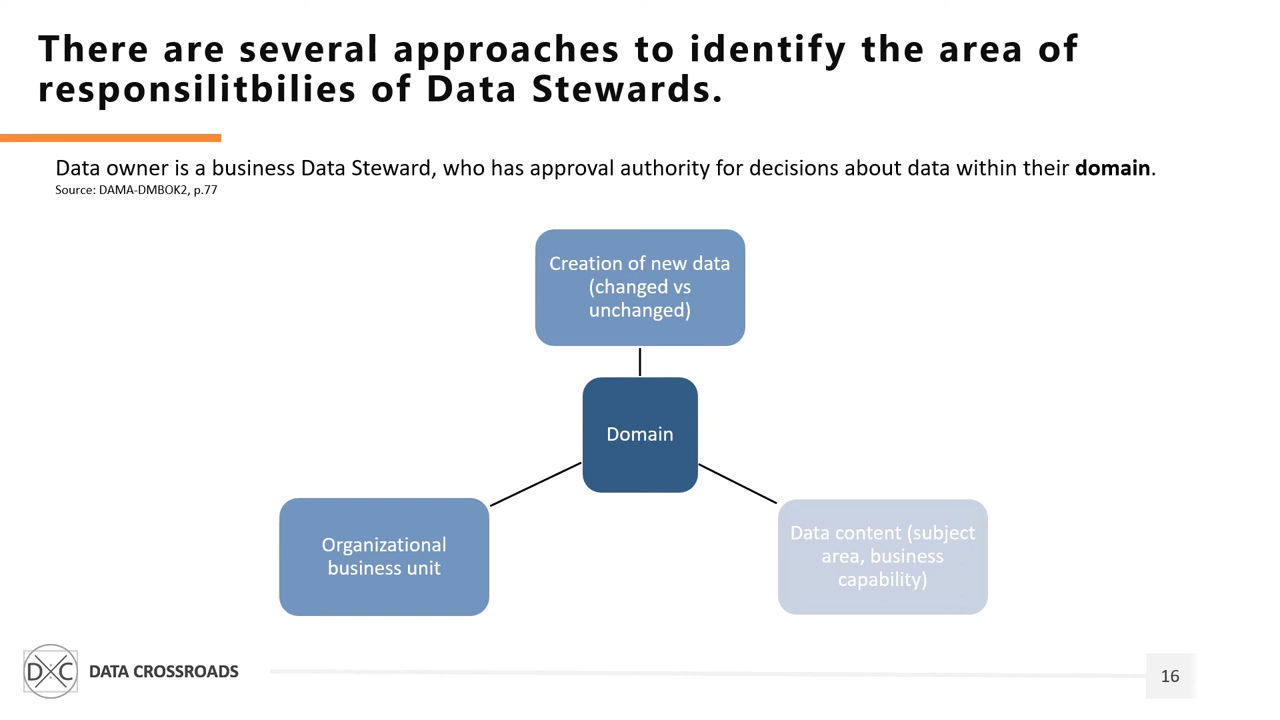 There are several approaches to identify the area of
responsilitbilies of Data Stewards.
Data owner is a business Data Steward, who has approval authority for decisions about data within their domain.
Source: DAMA-DMBOK2, p.77
Creation of new data
(changed vs
unchanged)
Domain
Organizational
business unit
Data content (subject
area, business
capability)
DXC
DATA CROSSROADS
16